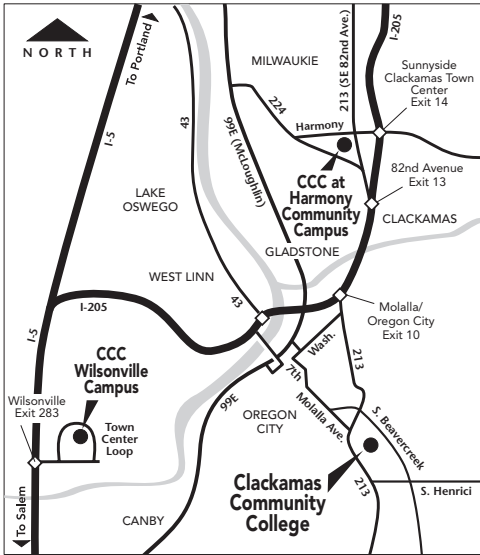 NORTH
To Portland
I-5
43
MILWAUKIE
224
99E (McLoughlin)
213 (SE 82nd Ave.)
I-205
Sunnyside
Clackamas Town
Center
Exit 14
Harmony
CCC at
Harmony
Community
Campus
82nd Avenue
Exit 13
CLACKAMAS
LAKE
OSWEGO
GLADSTONE
WEST LINN
43
I-205
Molalla/
Oregon City
Exit 10
I-5
CCC
Wilsonville
Campus
Wilsonville
Exit 283
Town
Center
Loop
99E
7th
Wash.
213
OREGON
CITY
Molalla Ave.
S. Beavercreek
Clackamas
Community
College
213
S. Henrici
To Salem
CANBY